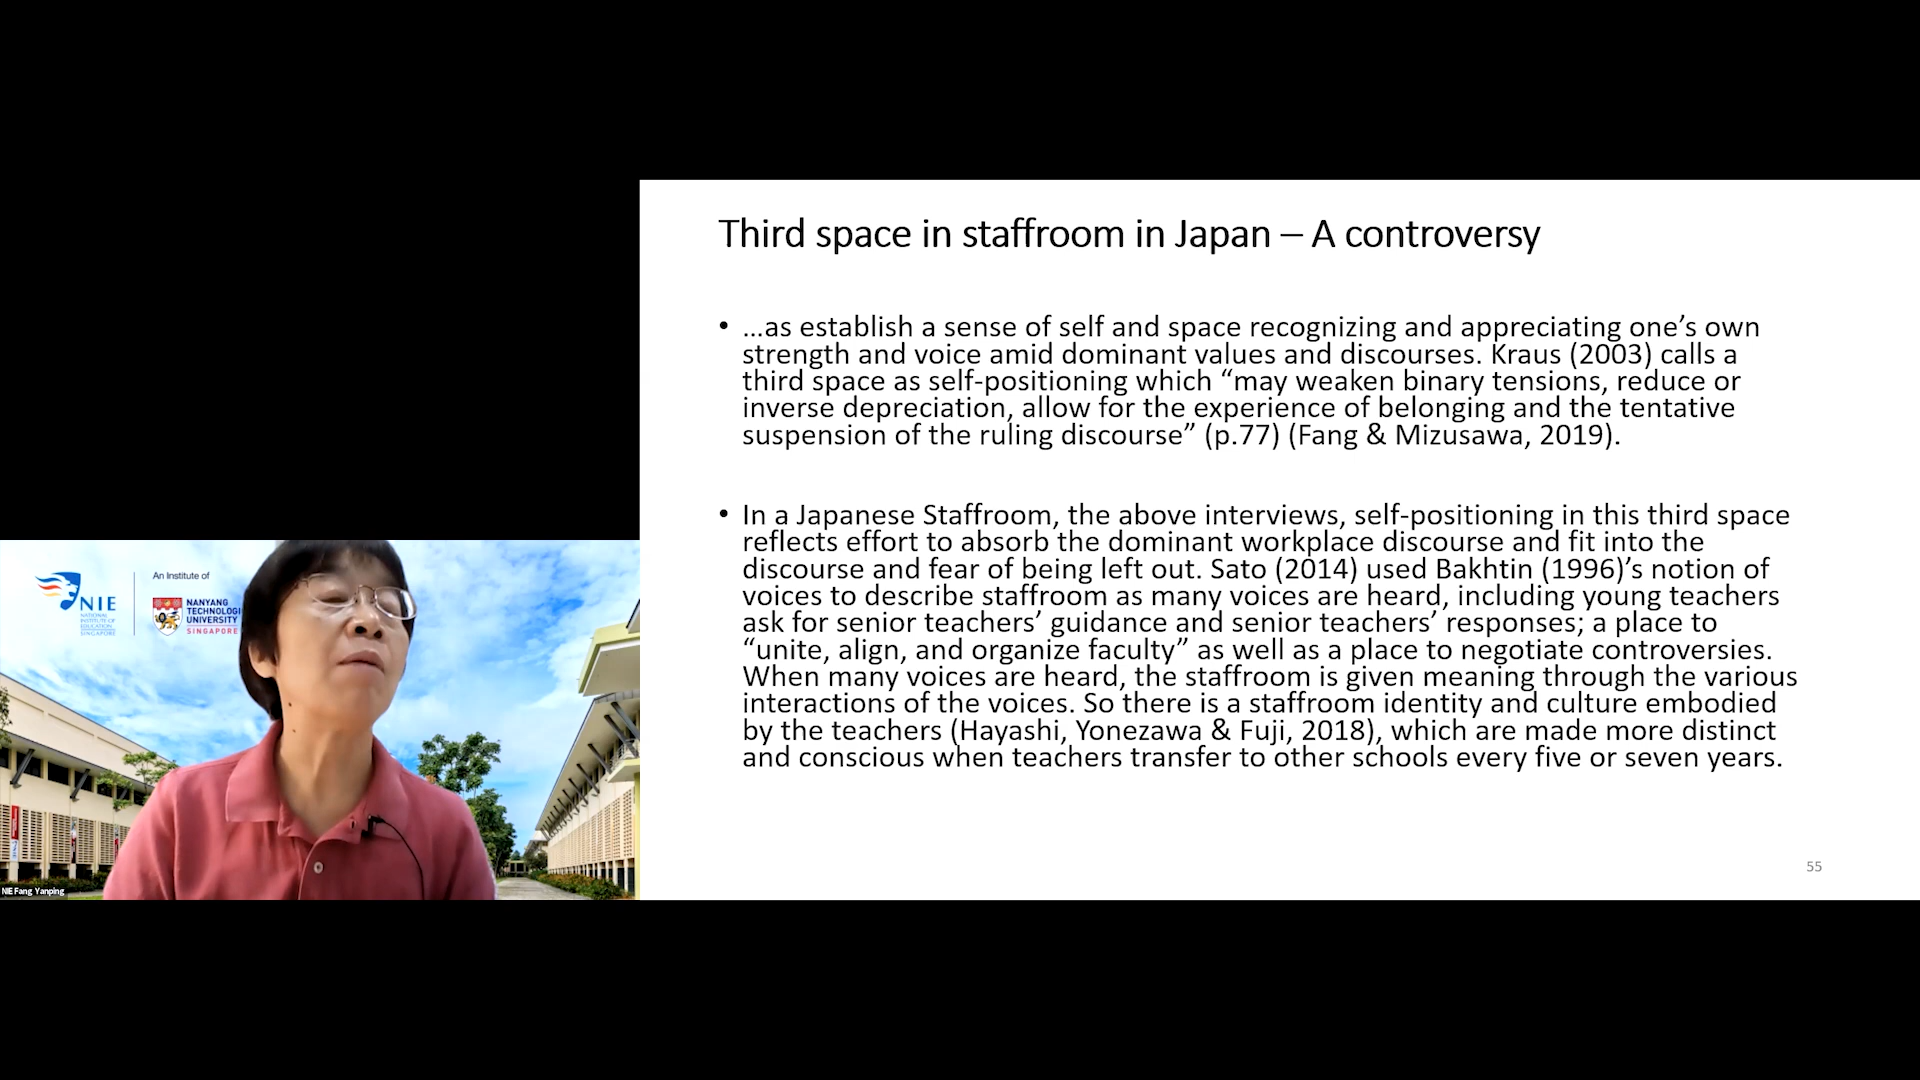 Third space in staffroom in Japan – A controversy
• ...as establish a sense of self and space recognizing and appreciating one’s own
strength and voice amid dominant values and discourses. Kraus (2003) calls a
third space as self-positioning which “may weaken binary tensions, reduce or
inverse depreciation, allow for the experience of belonging and the tentative
suspension of the ruling discourse” (p.77) (Fang & Mizusawa, 2019).
• In a Japanese Staffroom, the above interviews, self-positioning in this third space
reflects effort to absorb the dominant workplace discourse and fit into the
discourse and fear of being left out. Sato (2014) used Bakhtin (1996)’s notion of
voices to describe staffroom as many voices are heard, including young teachers
ask for senior teachers’ guidance and senior teachers’ responses; a place to
“unite, align, and organize faculty” as well as a place to negotiate controversies.
When many voices are heard, the staffroom is given meaning through the various
interactions of the voices. So there is a staffroom identity and culture embodied
by the teachers (Hayashi, Yonezawa & Fuji, 2018), which are made more distinct
and conscious when teachers transfer to other schools every five or seven years.
55
NIE
NATIONAL
INSTITUTE OF
EDUCATION
SINGAPORE
An Institute of
NANYANG
TECHNOLOGI
UNIVERSITY
SINGAPORE
NIE Fang Yanping